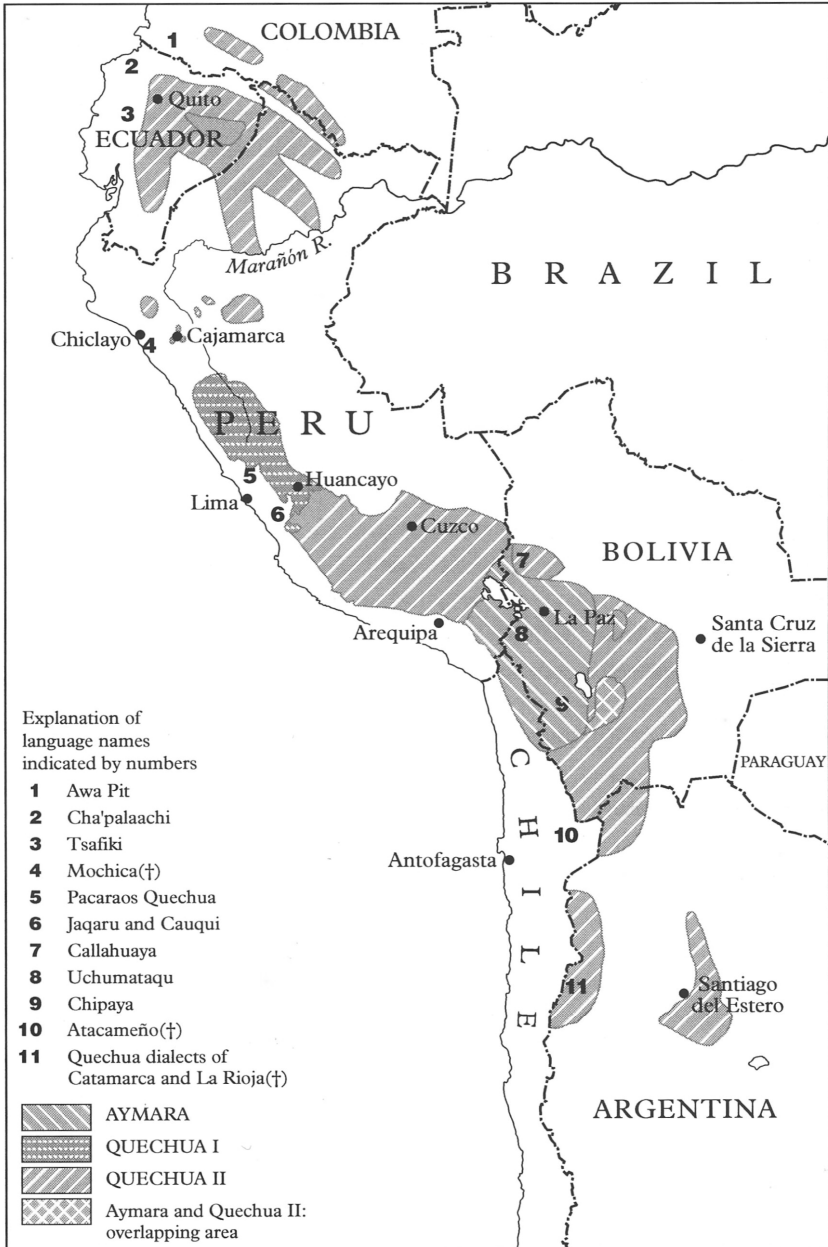 COLOMBIA
1
2
Quito
3
ECUADOR
Marañón R.
BRAZIL
Chiclayo
4
Cajamarca
PERU
5
Huancayo
Lima
6
Cuzco
7
BOLIVIA
La Paz
Arequipa
8
Santa Cruz
de la Sierra
9
PARAGUAY
CHILE
10
Antofagasta
11
Santiago
del Estero
ARGENTINA
Explanation of
language names
indicated by numbers
1 Awa Pit
2 Cha'palaachi
3 Tsafiki
4 Mochica(†)
5 Pacaraos Quechua
6 Jaqaru and Cauqui
7 Callahuaya
8 Uchumataqu
9 Chipaya
10 Atacameño(†)
11 Quechua dialects of
Catamarca and La Rioja(†)
AYMARA
QUECHUA I
QUECHUA II
Aymara and Quechua II:
overlapping area